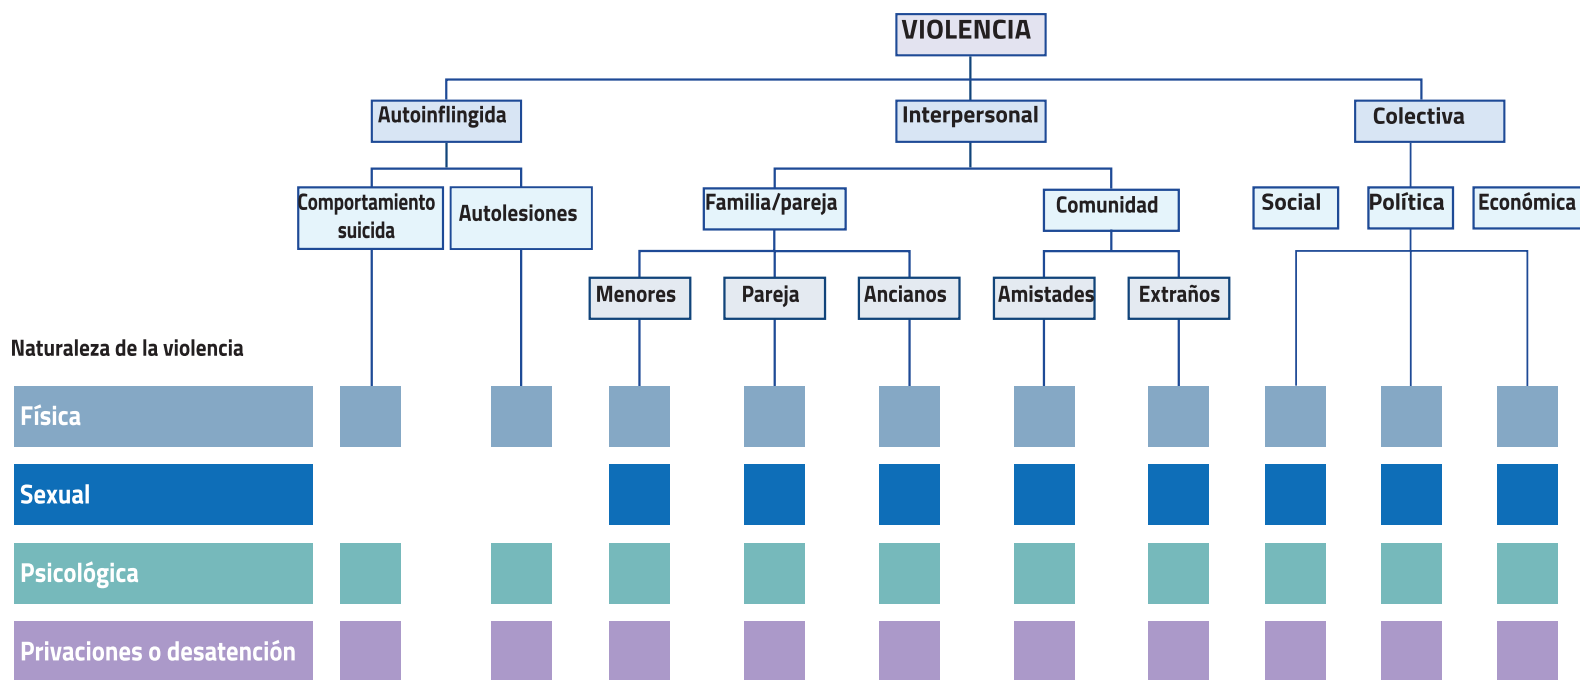 VIOLENCIA
Autoinflingida
Interpersonal
Colectiva
Comportamiento
suicida
Autolesiones
Familia/pareja
Comunidad
Social
Política
Económica
Menores
Pareja
Ancianos
Amistades
Extraños
Naturaleza de la violencia
Física
Sexual
Psicológica
Privaciones o desatención